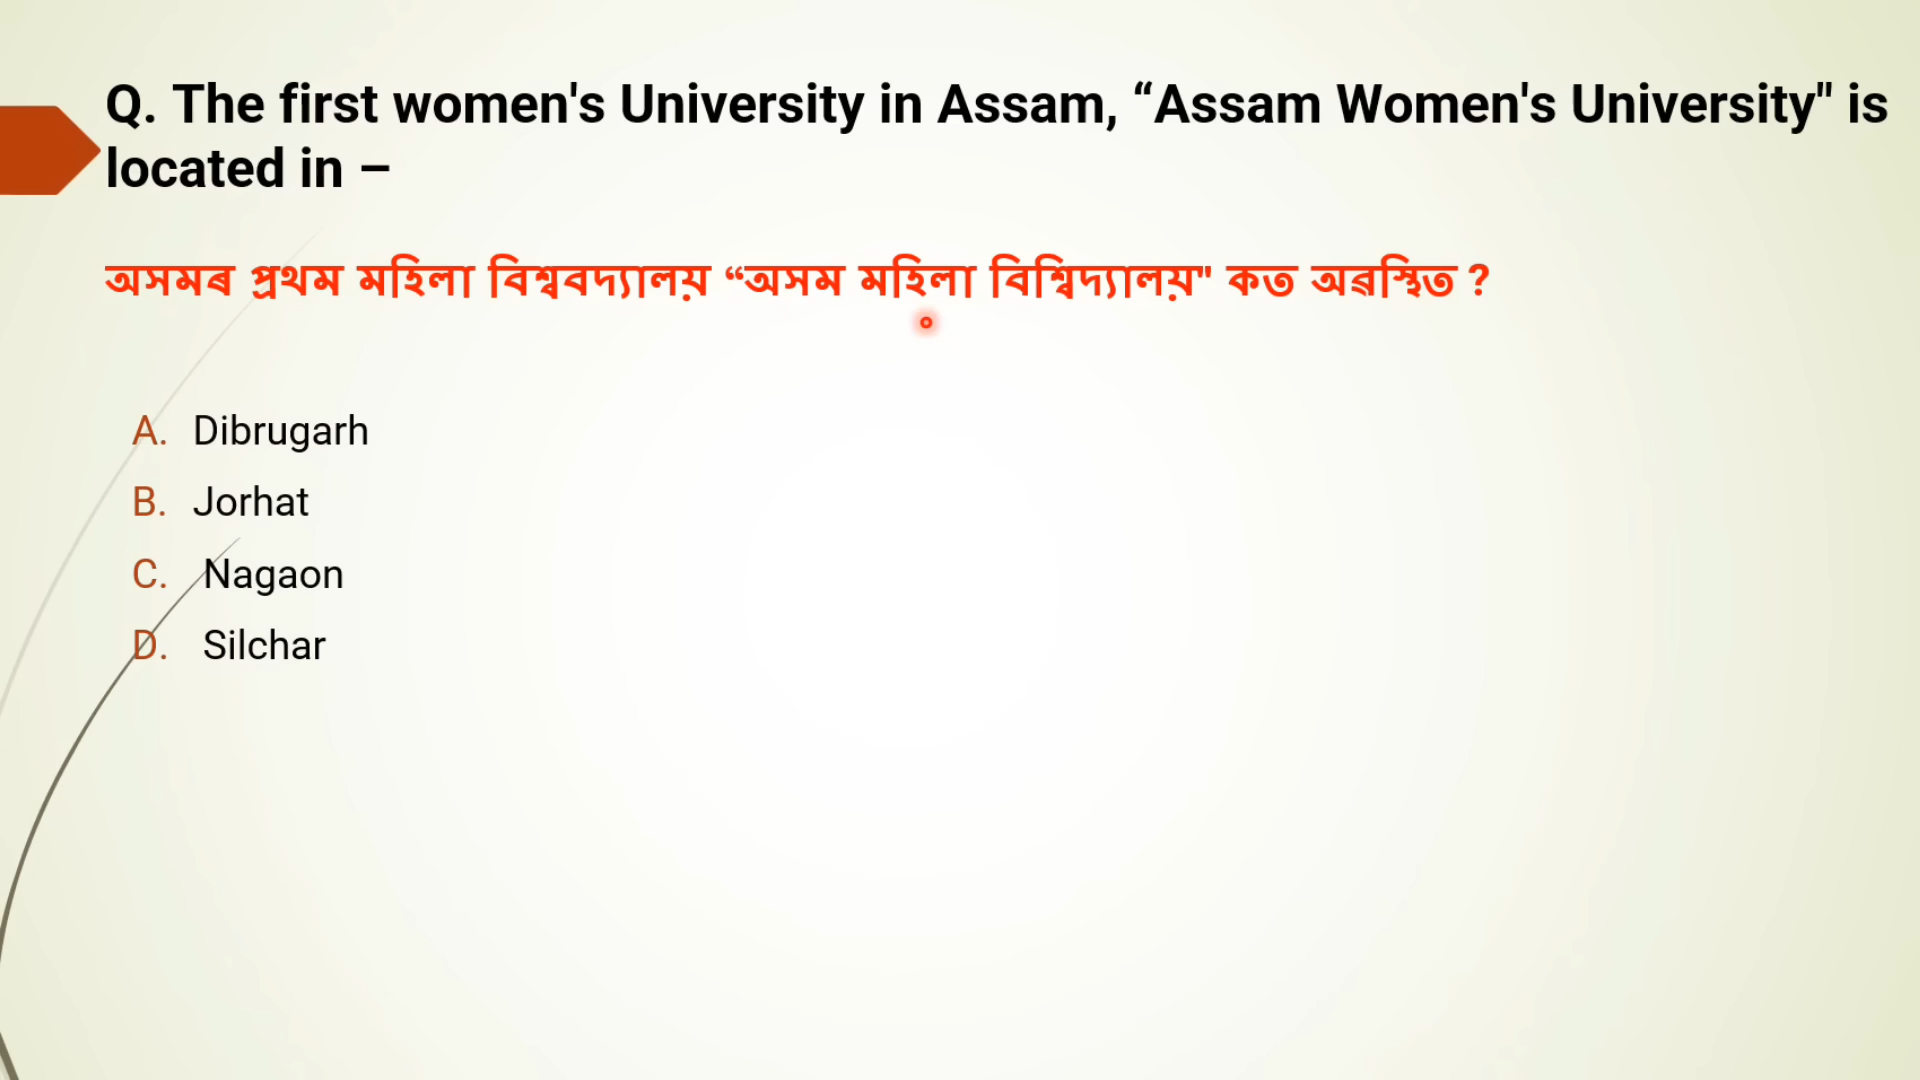 Q. The first women's University in Assam, “Assam Women's University" is
located in –
অসমৰ প্ৰথম মহিলা বিশ্ববদ্যালয় “অসম মহিলা বিশ্বিদ্যালয়" কত অৱস্থিত ?
A. Dibrugarh
B. Jorhat
C. Nagaon
D. Silchar